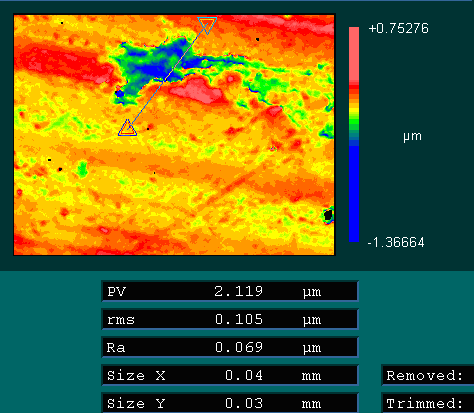 +0.75276
µm
-1.36664
PV 2.119 µm
rms 0.105 µm
Ra 0.069 µm
Size X 0.04 mm Removed:
Size Y 0.03 mm Trimmed: